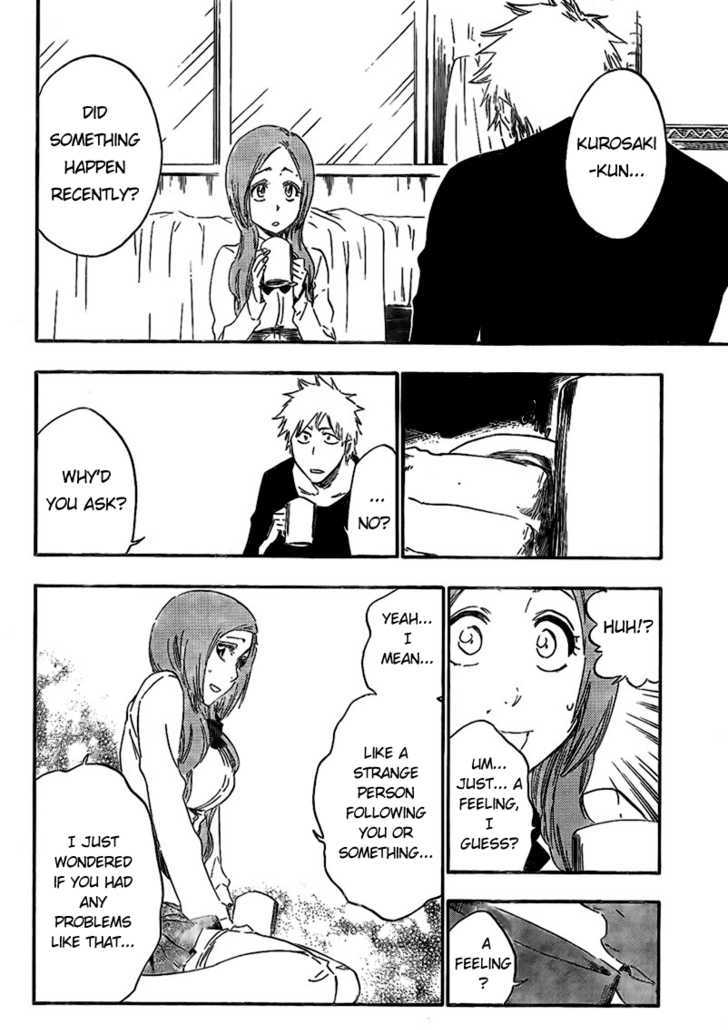 KUROSAKI
-KUN...
DID
SOMETHING
HAPPEN
RECENTLY?
...
NO?
WHY'D
YOU ASK?
HUH!?
UM...
JUST... A
FEELING,
I
GUESS?
A
FEELING
?
YEAH...
I
MEAN...
LIKE A
STRANGE
PERSON
FOLLOWING
YOU OR
SOMETHING...
I JUST
WONDERED
IF YOU HAD
ANY
PROBLEMS
LIKE THAT...